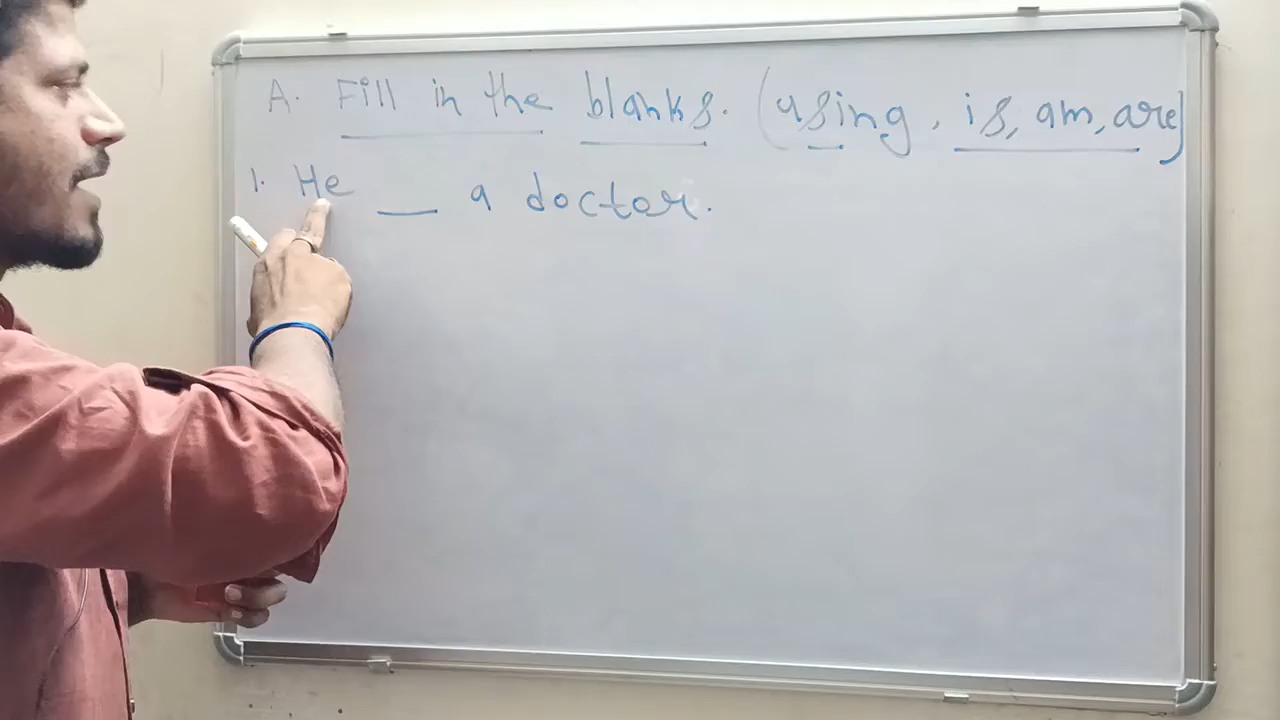 A. Fill in the blanks. (using, is, am, are]
1. He __ a doctor.